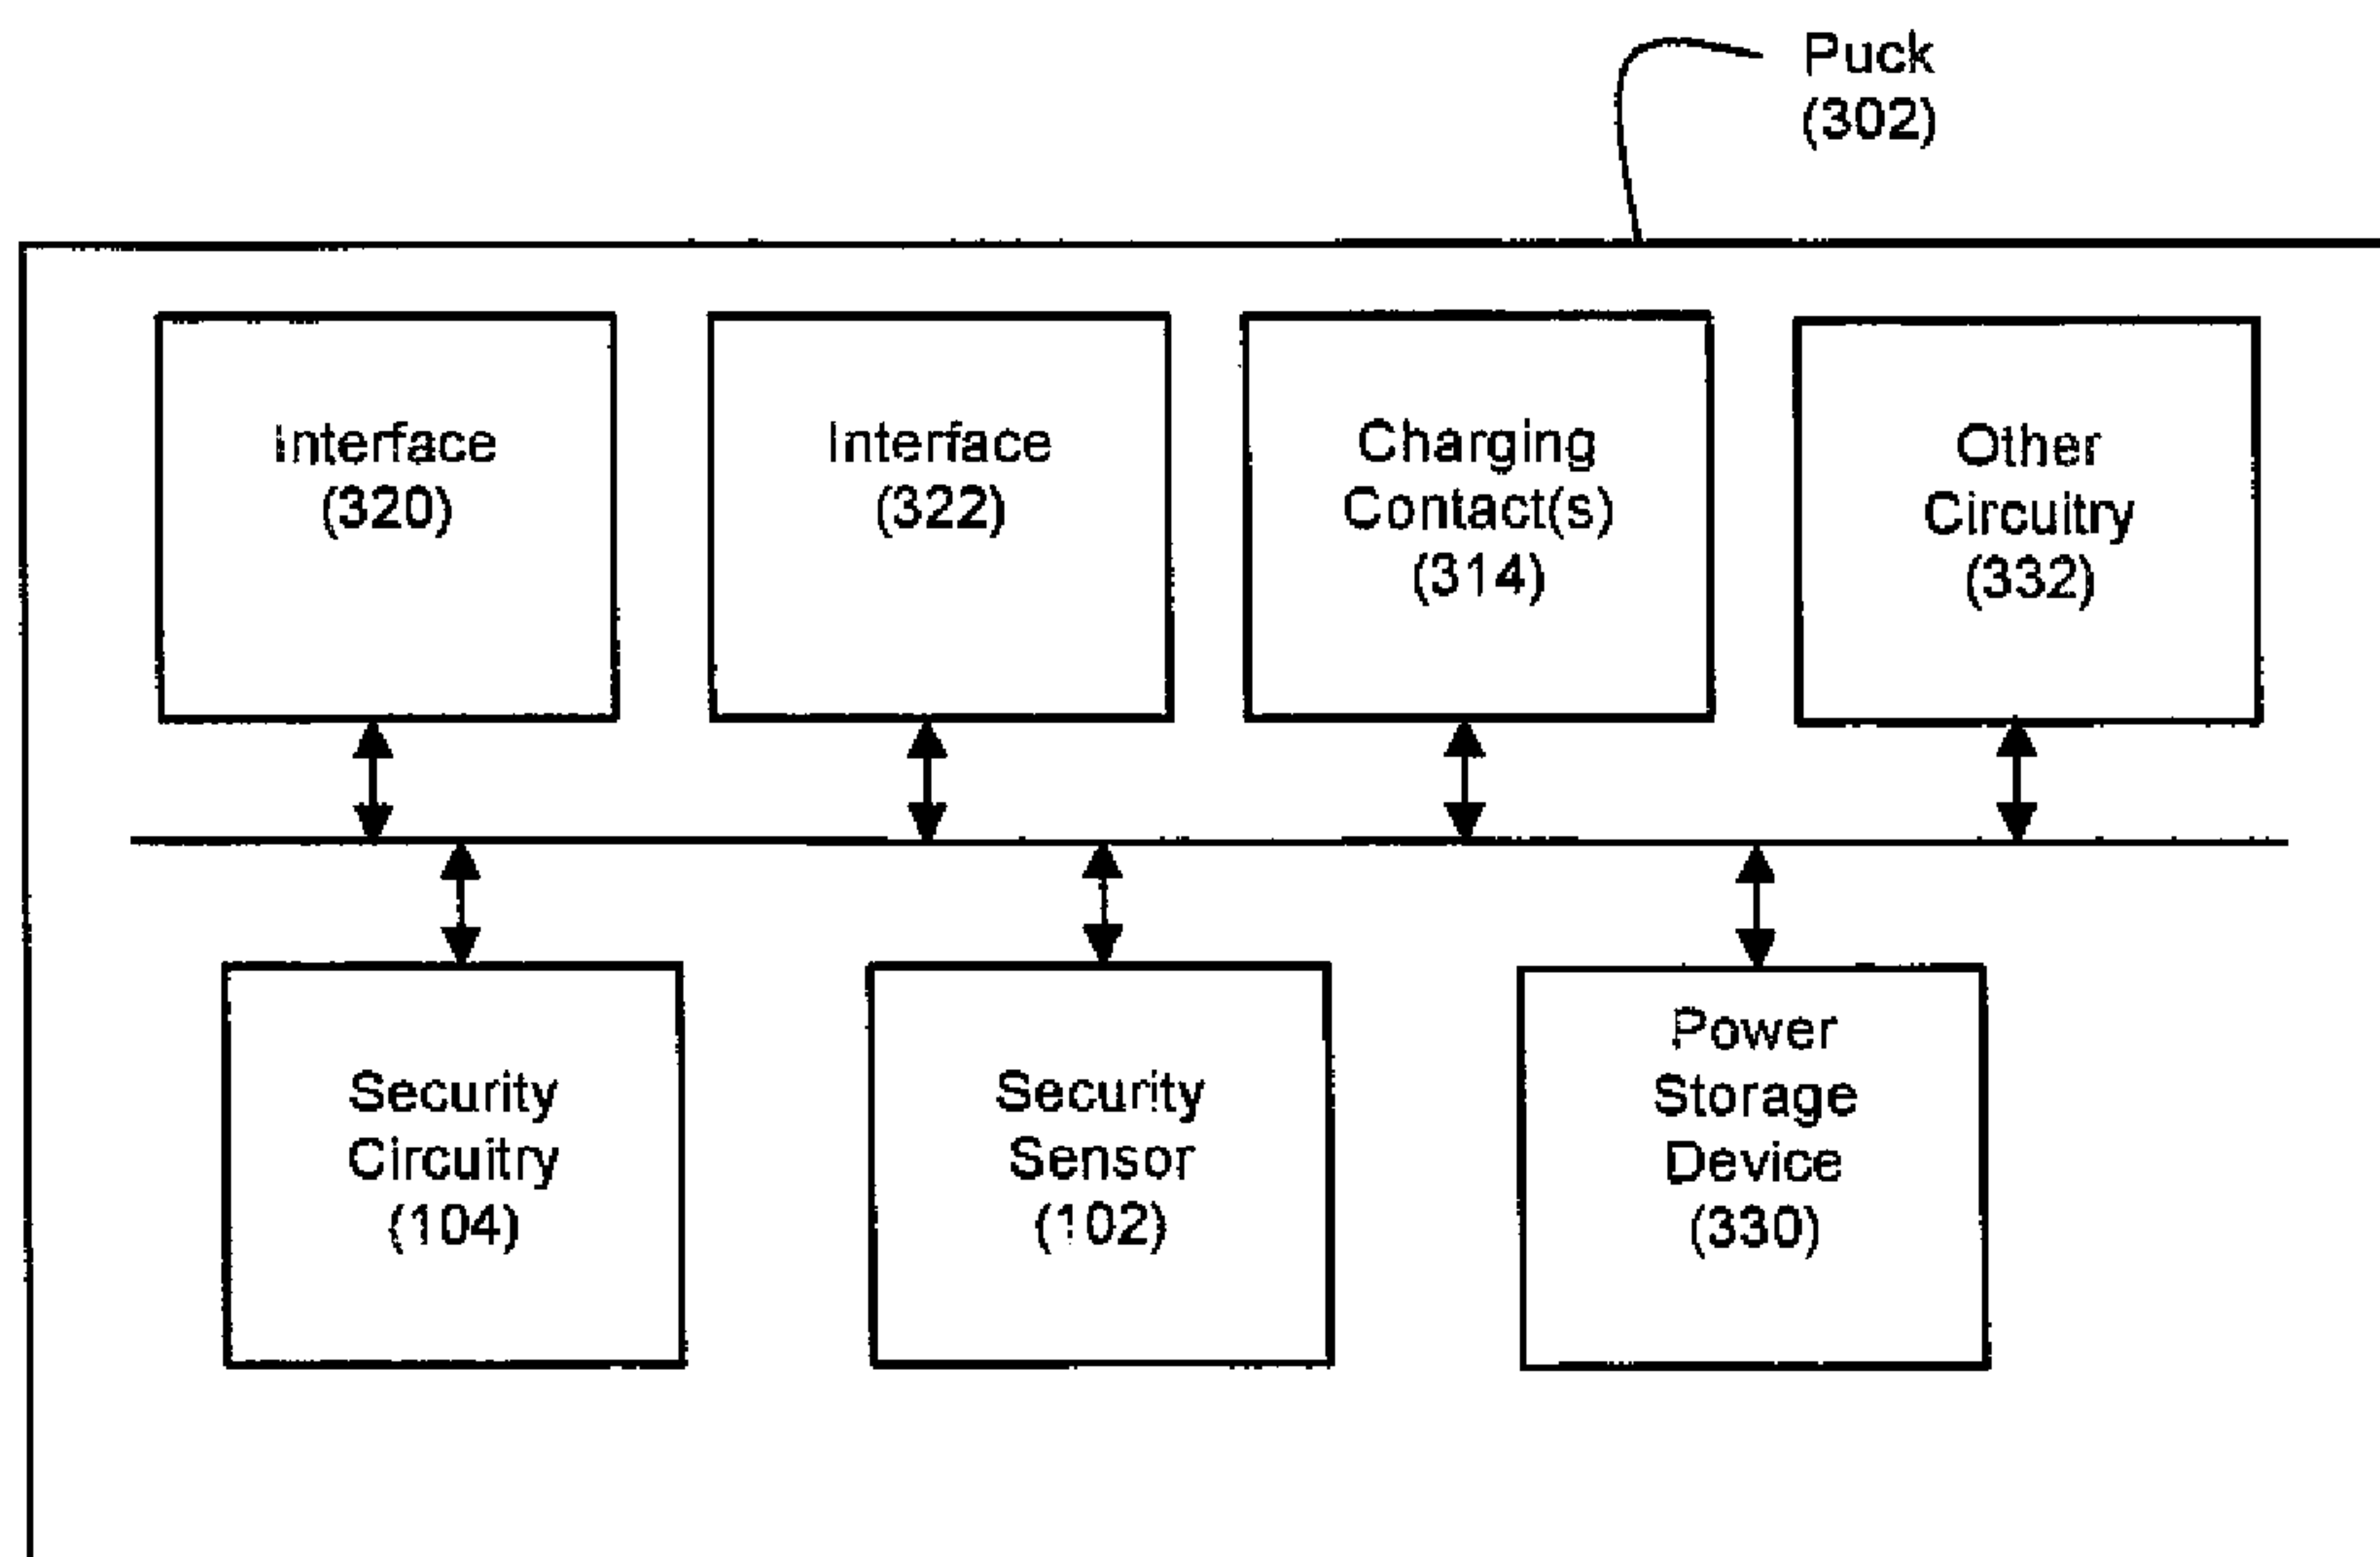 Puck
(302)
Interface
(320)
Interface
(322)
Charging
Contact(s)
(314)
Other
Circuitry
(332)
Security
Circuitry
(104)
Security
Sensor
(102)
Power
Storage
Device
(330)